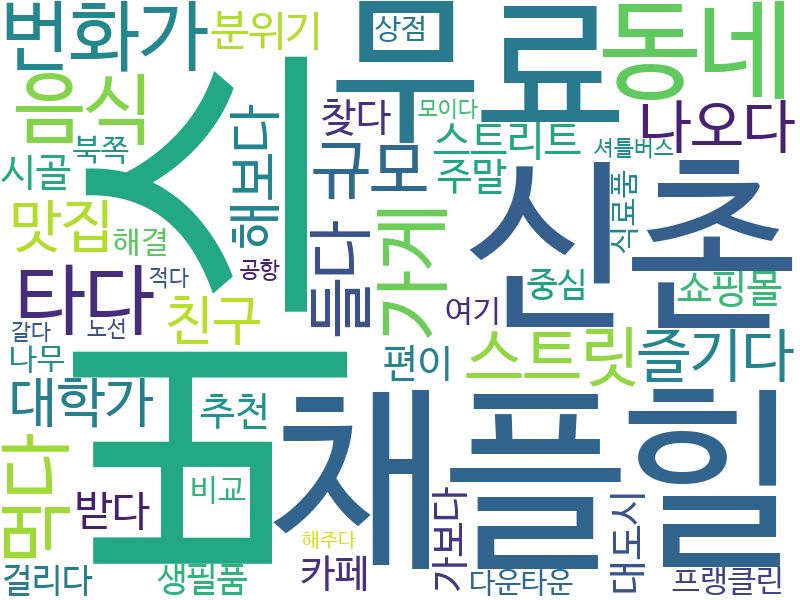 번화가
분위기
상점
무료
동네
음식
시골
북쪽
해보다
버스
찾다
모이다
스트리트
주말
나오다
셔틀버스
규모
신촌
식료품
맛집
해결
공항
들다
가게
타다
적다
친구
여기
중심
쇼핑몰
갈다
노선
나무
편이
스트릿
즐기다
대학가
추천
채플힐
먹다
받다
비교
해주다
가보다
대도시
걸리다
생필품
카페
다운타운
프랭클린